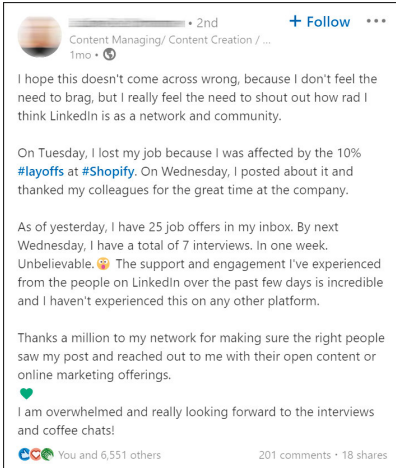 • 2nd
+ Follow •••
Content Managing/ Content Creation / ...
1mo •
I hope this doesn't come across wrong, because I don't feel the
need to brag, but I really feel the need to shout out how rad I
think LinkedIn is as a network and community.
On Tuesday, I lost my job because I was affected by the 10%
#layoffs at #Shopify. On Wednesday, I posted about it and
thanked my colleagues for the great time at the company.
As of yesterday, I have 25 job offers in my inbox. By next
Wednesday, I have a total of 7 interviews. In one week.
Unbelievable. 😱 The support and engagement I've experienced
from the people on LinkedIn over the past few days is incredible
and I haven't experienced this on any other platform.
Thanks a million to my network for making sure the right people
saw my post and reached out to me with their open content or
online marketing offerings.
💚
I am overwhelmed and really looking forward to the interviews
and coffee chats!
You and 6,551 others
201 comments • 18 shares